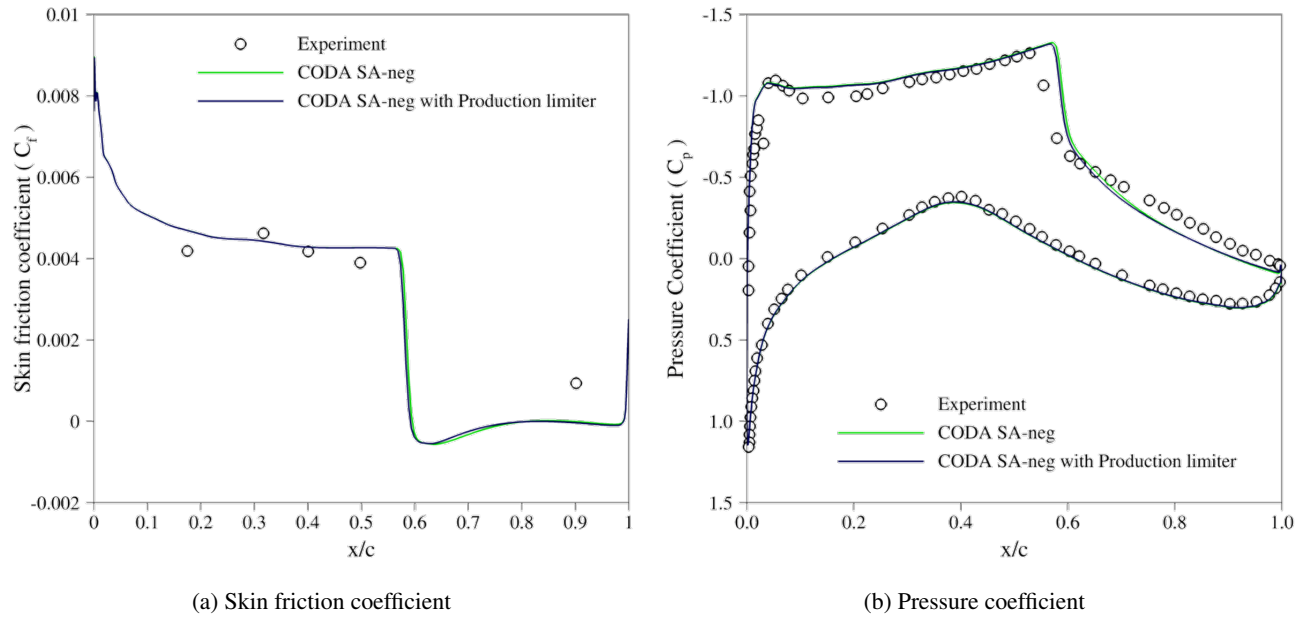 0.01
0.008
0.006
0.004
0.002
0
-0.002
Skin friction coefficient ( C_f )
Experiment
CODA SA-neg
CODA SA-neg with Production limiter
0 0.1 0.2 0.3 0.4 0.5 0.6 0.7 0.8 0.9 1
x/c
(a) Skin friction coefficient
-1.5
-1.0
-0.5
0.0
0.5
1.0
1.5
Pressure Coefficient ( C_p )
Experiment
CODA SA-neg
CODA SA-neg with Production limiter
0.0 0.2 0.4 0.6 0.8 1.0
x/c
(b) Pressure coefficient